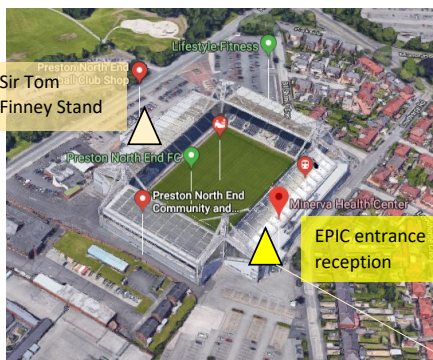 Lifestyle Fitness
Preston North End
Club Shop
Sir Tom
Finney Stand
Preston North End FC
Preston North End
Community and...
Minerva Health Center
EPIC entrance
reception